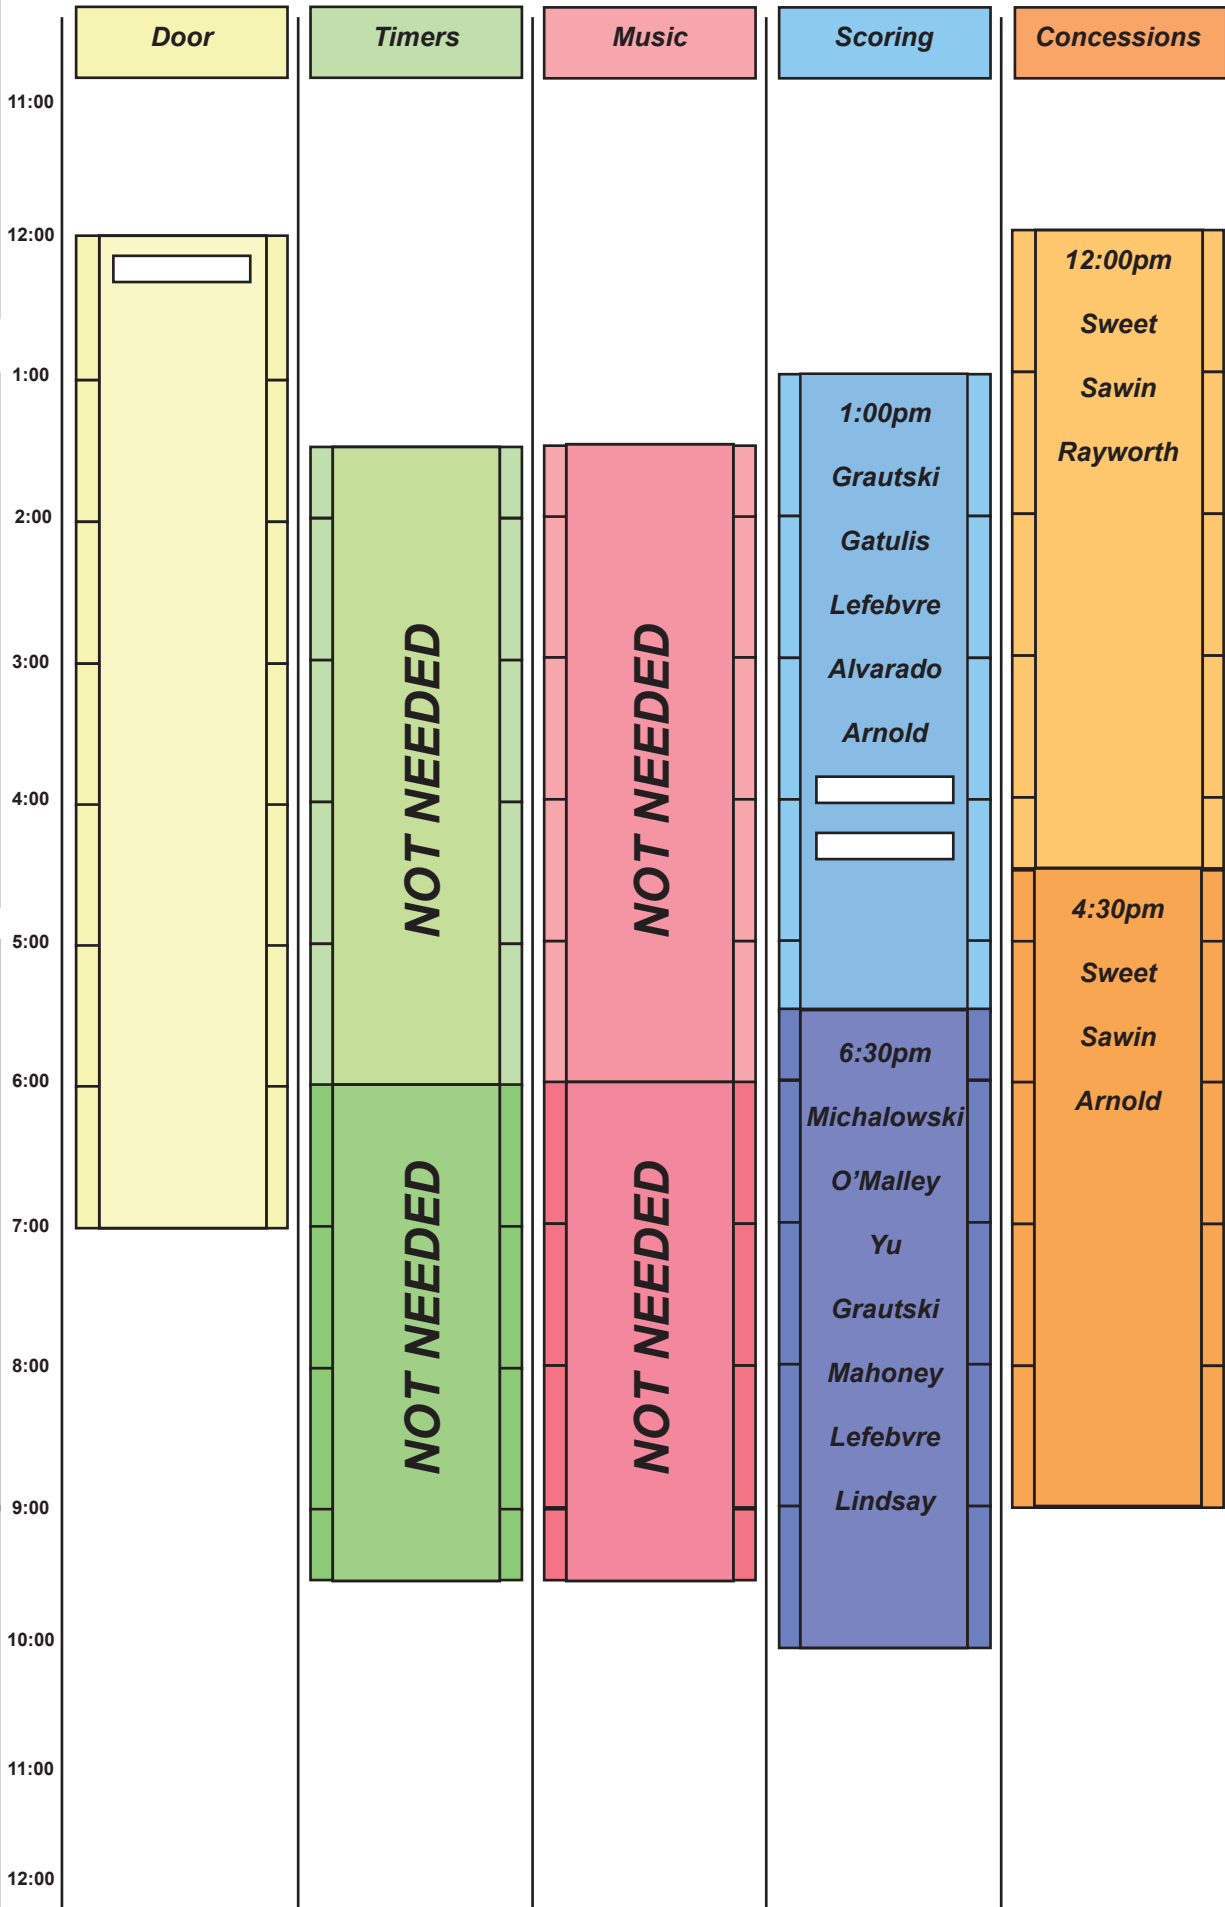 Door
Timers
Music
Scoring
Concessions
11:00
12:00
1:00
2:00
3:00
4:00
5:00
6:00
7:00
8:00
9:00
10:00
11:00
12:00
NOT NEEDED
NOT NEEDED
NOT NEEDED
NOT NEEDED
1:00pm
Grautski
Gatulis
Lefebvre
Alvarado
Arnold
6:30pm
Michalowski
O’Malley
Yu
Grautski
Mahoney
Lefebvre
Lindsay
12:00pm
Sweet
Sawin
Rayworth
4:30pm
Sweet
Sawin
Arnold